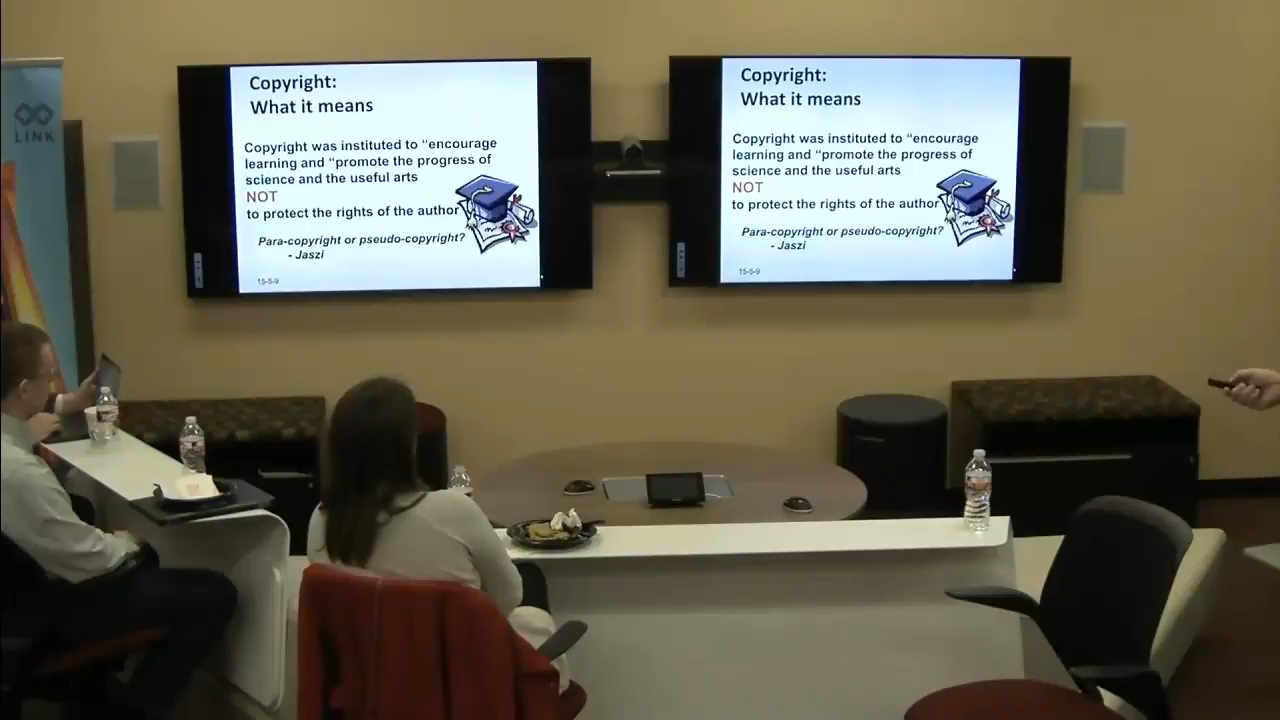 LINK
Copyright:
What it means
Copyright was instituted to “encourage
learning and “promote the progress of
science and the useful arts
NOT
to protect the rights of the author
Para-copyright or pseudo-copyright?
- Jaszi
15-5-9
Copyright:
What it means
Copyright was instituted to “encourage
learning and “promote the progress of
science and the useful arts
NOT
to protect the rights of the author
Para-copyright or pseudo-copyright?
- Jaszi
15-5-9